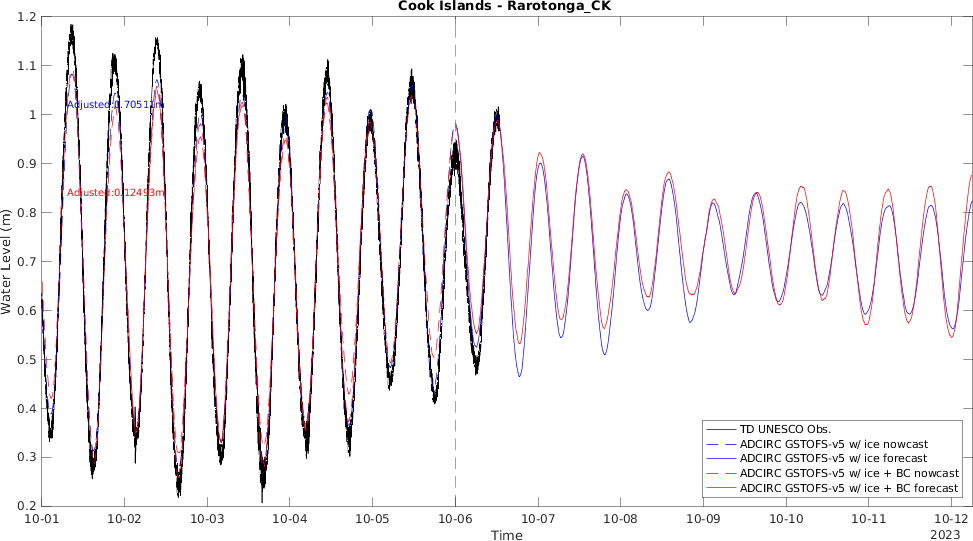 Cook Islands - Rarotonga_CK
1.2
1.1
1
0.9
0.8
0.7
0.6
0.5
0.4
0.3
0.2
Water Level (m)
Adjusted:0.70511m
Adjusted:0.12493m
TD UNESCO Obs.
ADCIRC GSTOFS-v5 w/ ice nowcast
ADCIRC GSTOFS-v5 w/ ice forecast
ADCIRC GSTOFS-v5 w/ ice + BC nowcast
ADCIRC GSTOFS-v5 w/ ice + BC forecast
10-01 10-02 10-03 10-04 10-05 10-06 10-07 10-08 10-09 10-10 10-11 10-12
Time
2023